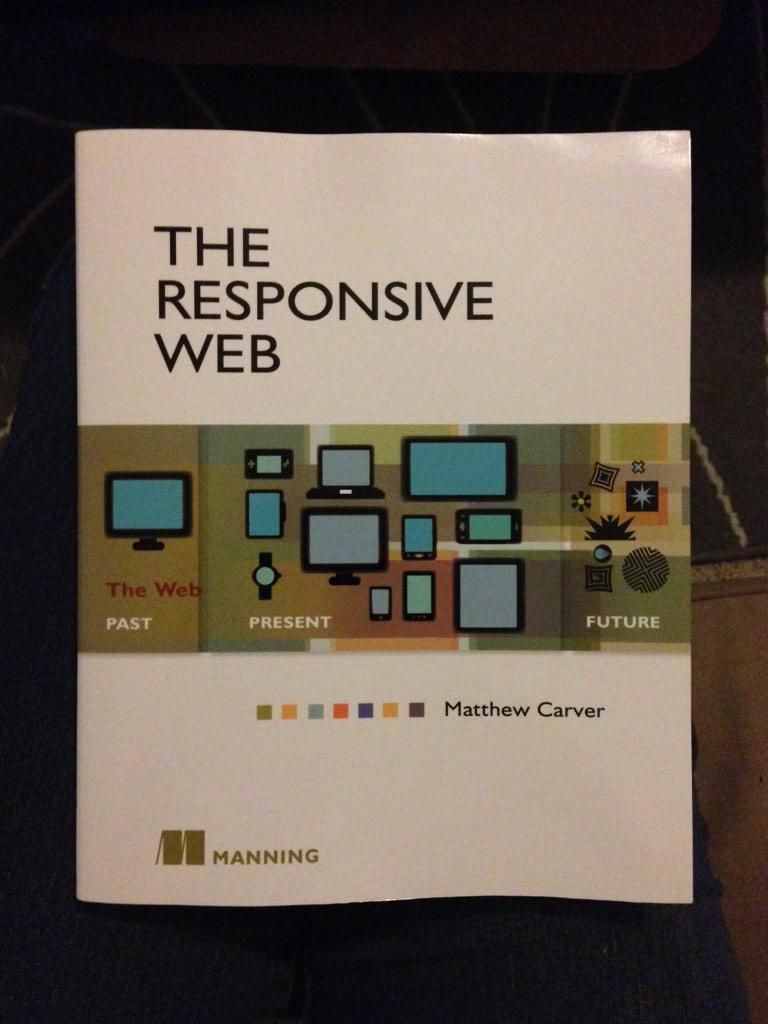 THE
RESPONSIVE
WEB
The Web
PAST
PRESENT
FUTURE
Matthew Carver
MANNING